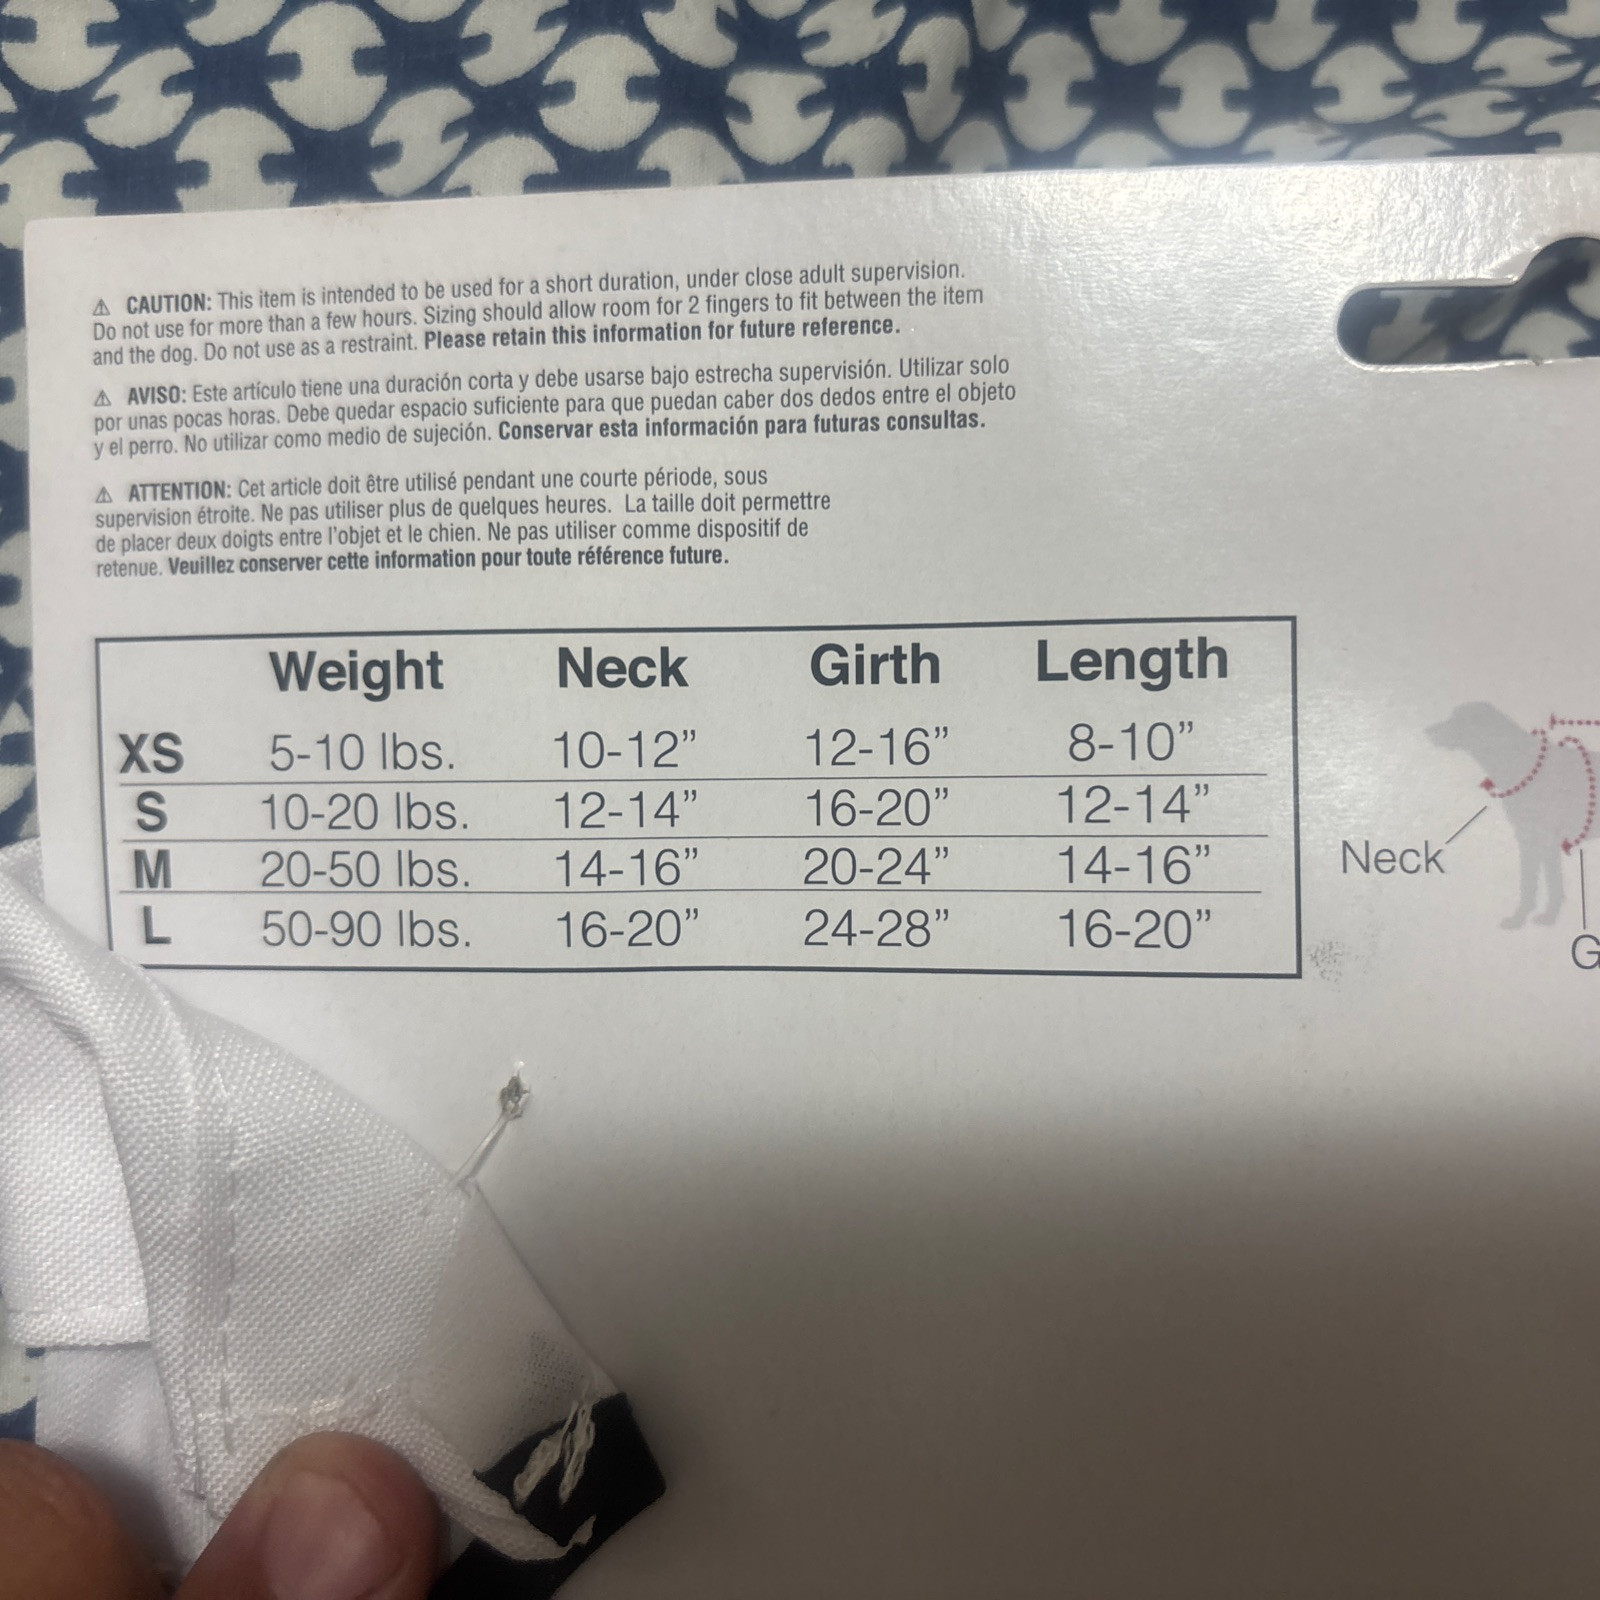 ⚠ CAUTION: This item is intended to be used for a short duration, under close adult supervision.
Do not use for more than a few hours. Sizing should allow room for 2 fingers to fit between the item
and the dog. Do not use as a restraint. Please retain this information for future reference.
⚠ AVISO: Este artículo tiene una duración corta y debe usarse bajo estrecha supervisión. Utilizar solo
por unas pocas horas. Debe quedar espacio suficiente para que puedan caber dos dedos entre el objeto
y el perro. No utilizar como medio de sujeción. Conservar esta información para futuras consultas.
⚠ ATTENTION: Cet article doit être utilisé pendant une courte période, sous
supervision étroite. Ne pas utiliser plus de quelques heures. La taille doit permettre
de placer deux doigts entre l'objet et le chien. Ne pas utiliser comme dispositif de
retenue. Veuillez conserver cette information pour toute référence future.
Weight Neck Girth Length
XS 5-10 lbs. 10-12” 12-16” 8-10”
S 10-20 lbs. 12-14” 16-20” 12-14”
M 20-50 lbs. 14-16” 20-24” 14-16”
L 50-90 lbs. 16-20” 24-28” 16-20”
Neck
G